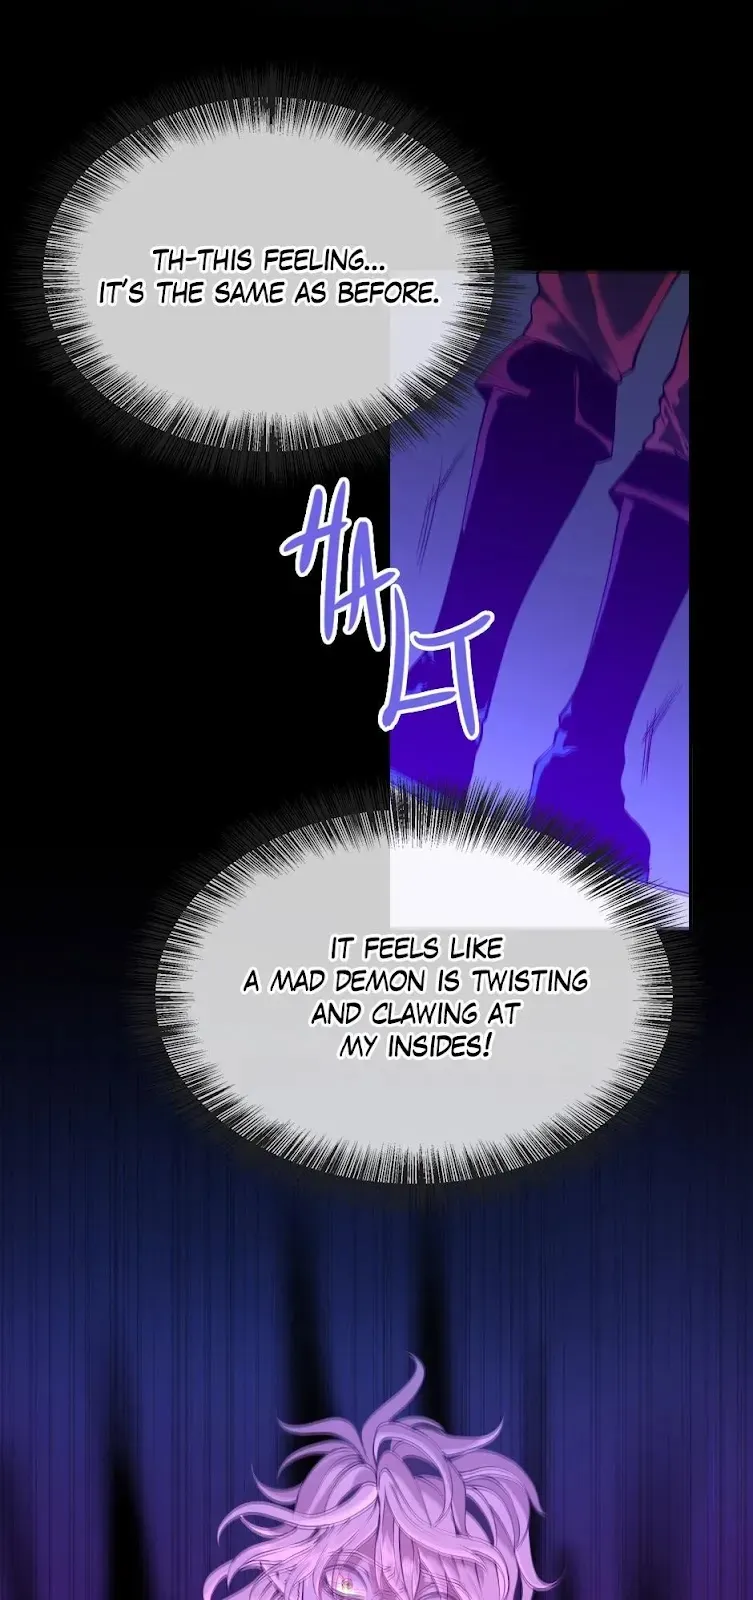 TH-THIS FEELING...
IT'S THE SAME AS BEFORE.
HALT
IT FEELS LIKE
A MAD DEMON IS TWISTING
AND CLAWING AT
MY INSIDES!